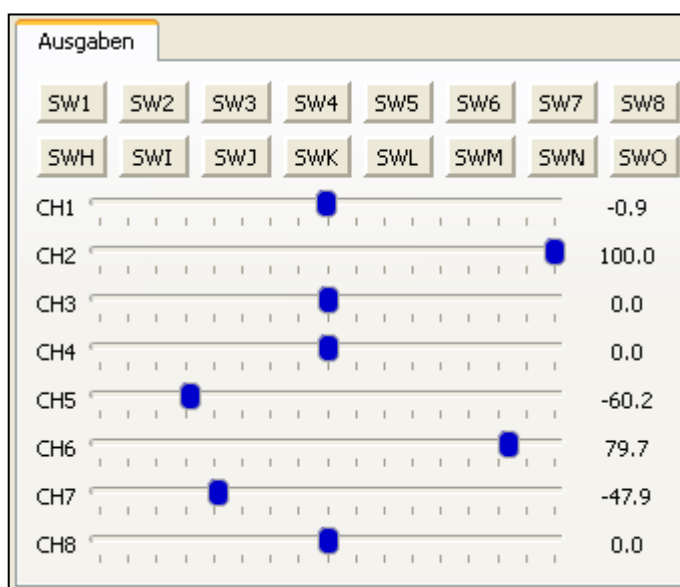 Ausgaben
SW1 SW2 SW3 SW4 SW5 SW6 SW7 SW8
SWH SWI SWJ SWK SWL SWM SWN SWO
CH1 -0.9
CH2 100.0
CH3 0.0
CH4 0.0
CH5 -60.2
CH6 79.7
CH7 -47.9
CH8 0.0